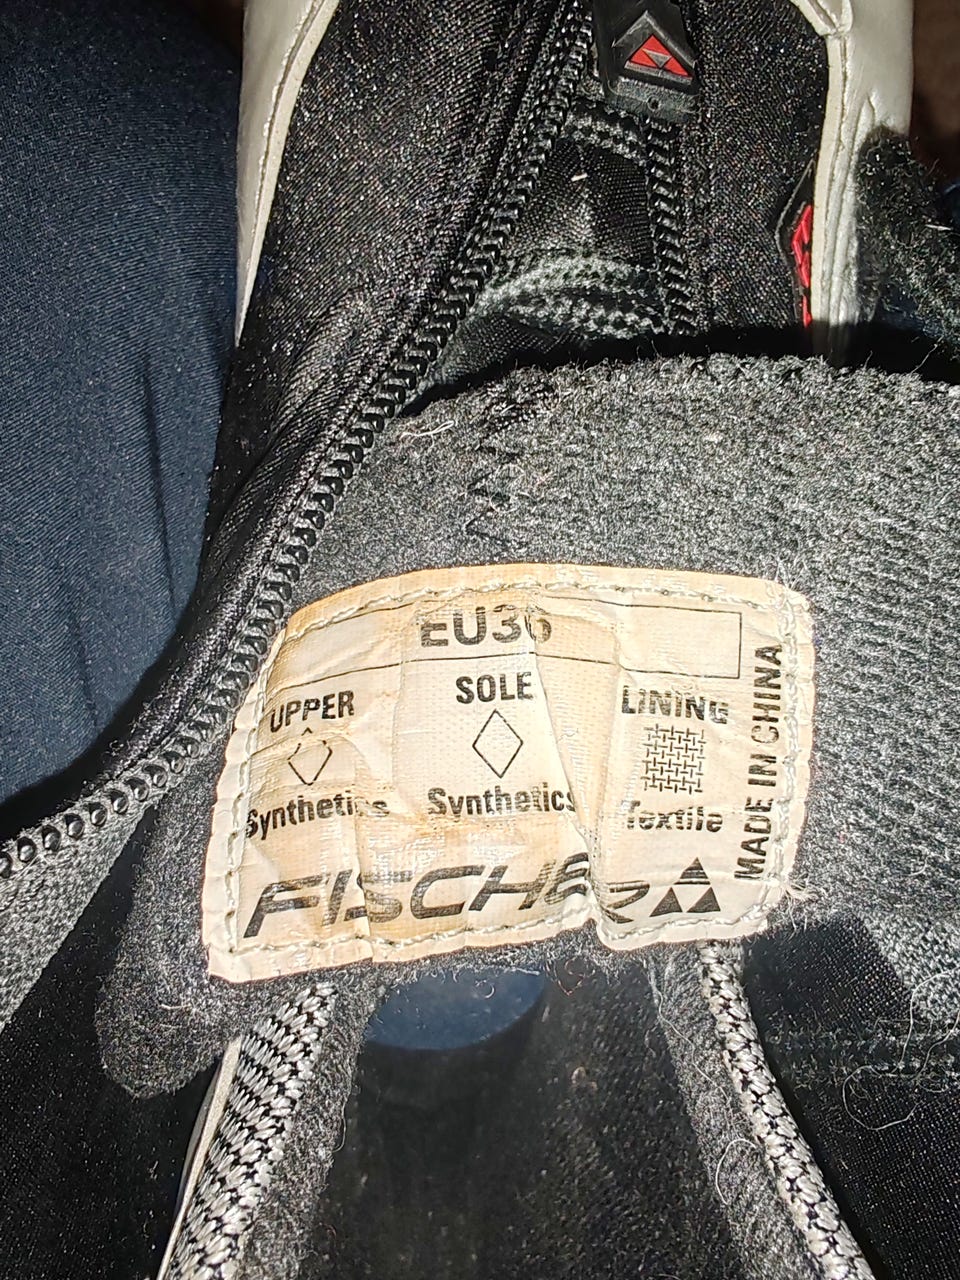 EU36
UPPER SOLE LINING
Synthetics Synthetics Textile
FISCHER
MADE IN CHINA